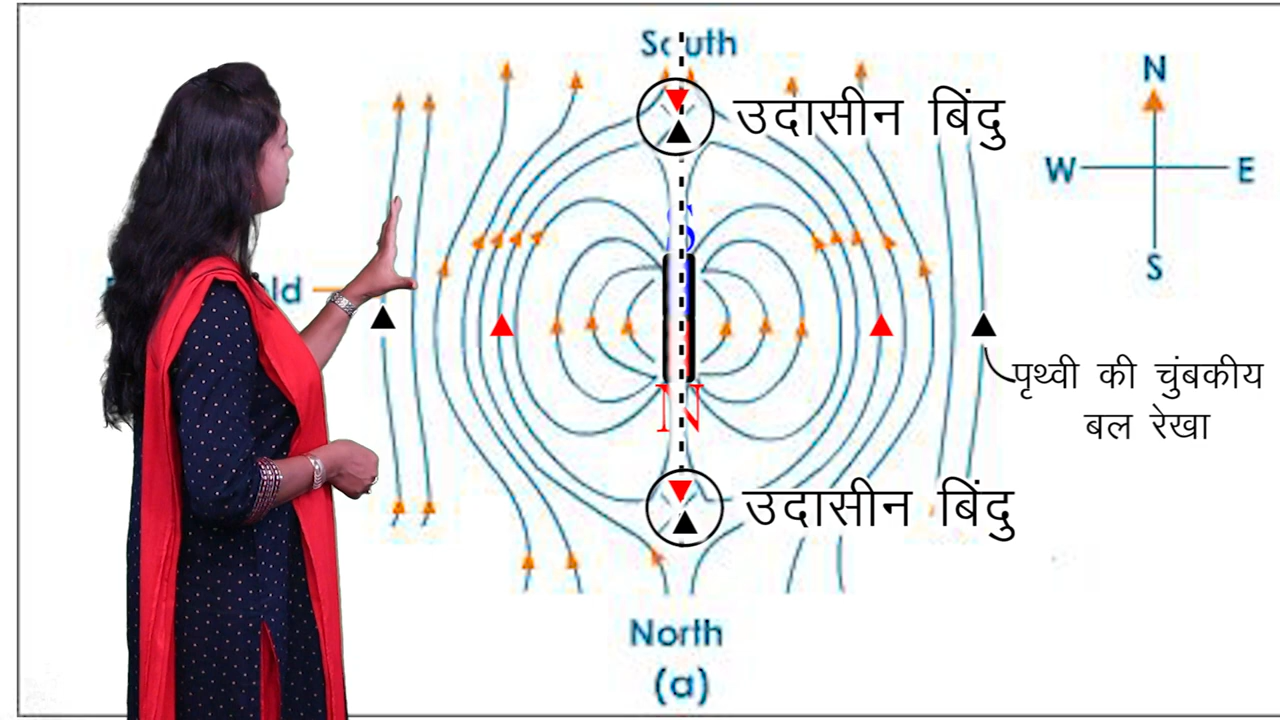 South
N
उदासीन बिंदु
W E
S
S
पृथ्वी की चुंबकीय
बल रेखा
N
उदासीन बिंदु
North
(a)